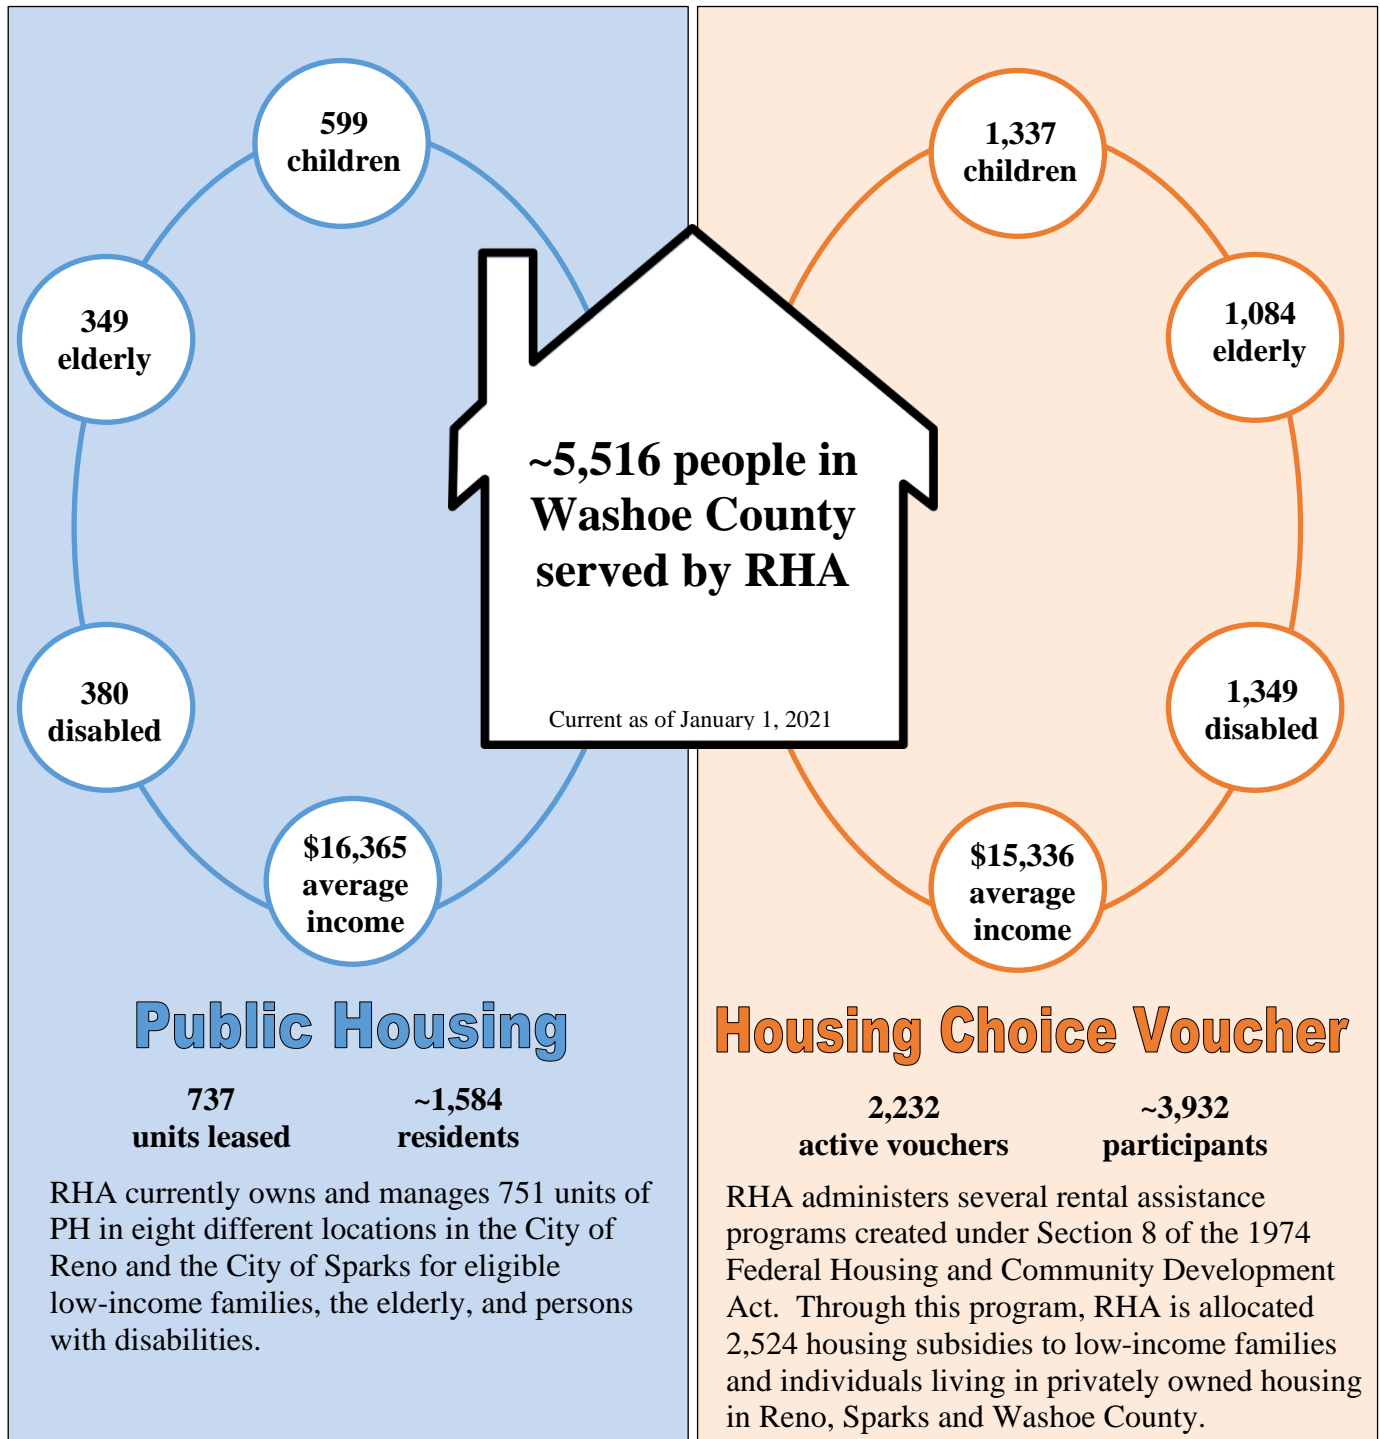 599
children
349
elderly
380
disabled
$16,365
average
income
1,337
children
1,084
elderly
1,349
disabled
$15,336
average
income
~5,516 people in
Washoe County
served by RHA
Current as of January 1, 2021
Public Housing
737
units leased
~1,584
residents
RHA currently owns and manages 751 units of
PH in eight different locations in the City of
Reno and the City of Sparks for eligible
low-income families, the elderly, and persons
with disabilities.
Housing Choice Voucher
2,232
active vouchers
~3,932
participants
RHA administers several rental assistance
programs created under Section 8 of the 1974
Federal Housing and Community Development
Act.  Through this program, RHA is allocated
2,524 housing subsidies to low-income families
and individuals living in privately owned housing
in Reno, Sparks and Washoe County.